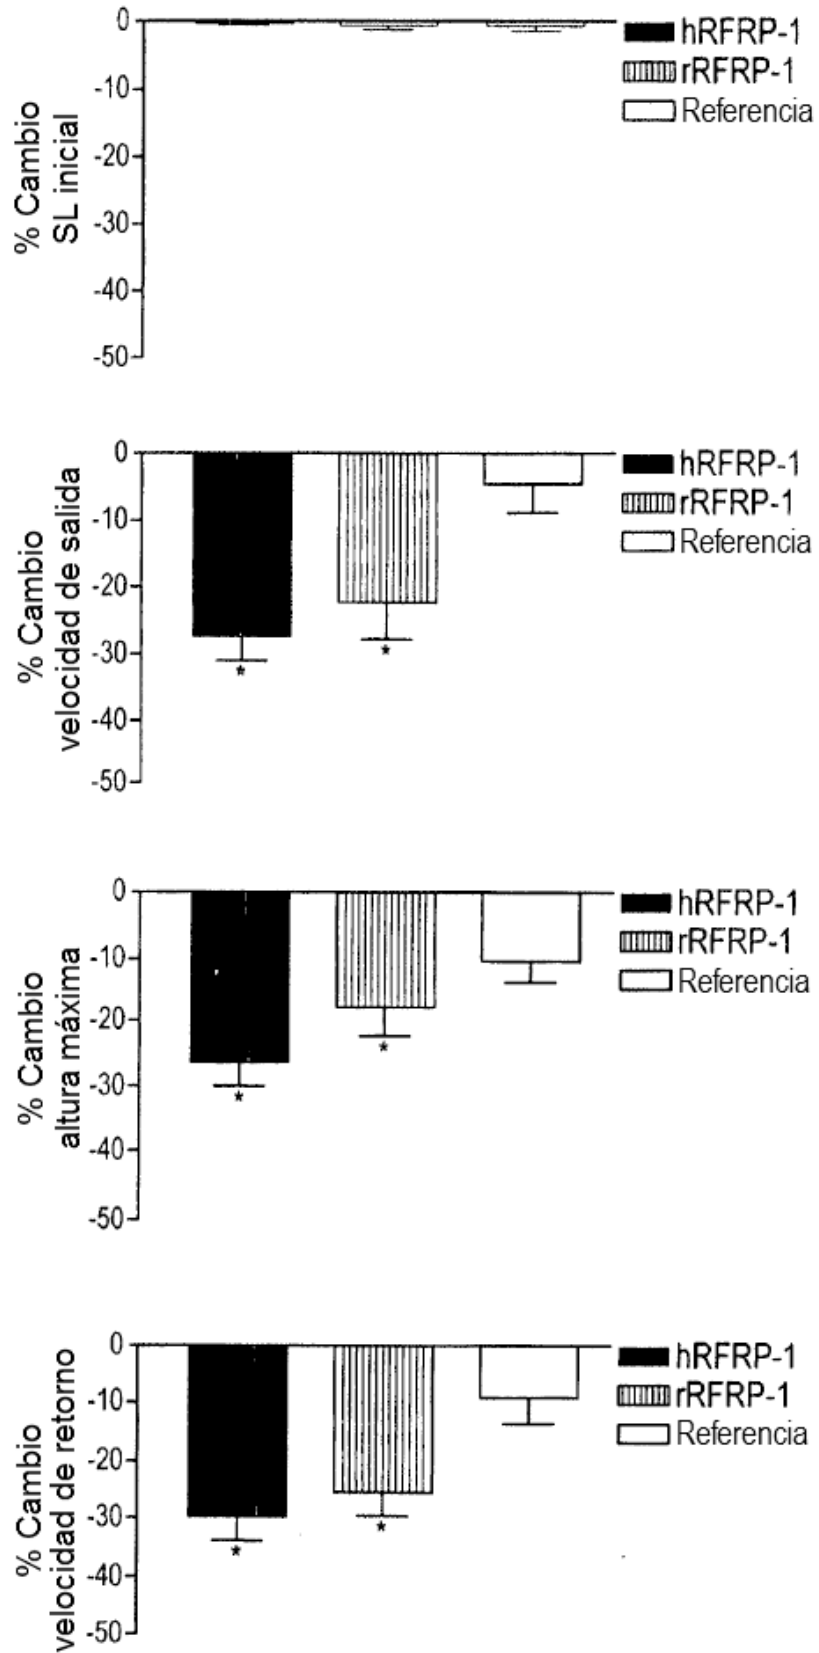 % Cambio
SL inicial
0
-10
-20
-30
-40
-50
hRFRP-1
rRFRP-1
Referencia
% Cambio
velocidad de salida
0
-10
-20
-30
-40
-50
*
*
hRFRP-1
rRFRP-1
Referencia
% Cambio
altura máxima
0
-10
-20
-30
-40
-50
*
*
hRFRP-1
rRFRP-1
Referencia
% Cambio
velocidad de retorno
0
-10
-20
-30
-40
-50
*
*
hRFRP-1
rRFRP-1
Referencia